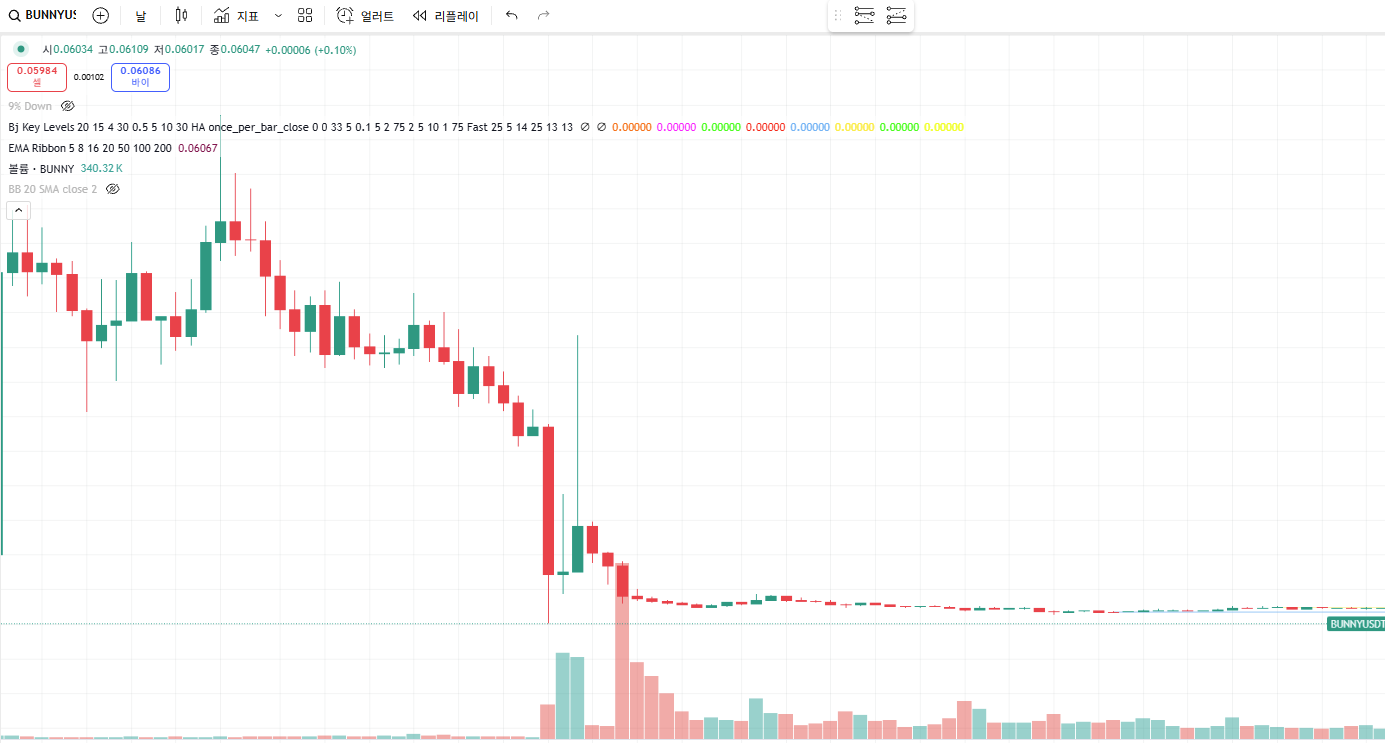 BUNNYUS 날 지표 얼러트 리플레이
시0.06034 고0.06109 저0.06017 종0.06047 +0.00006 (+0.10%)
0.05984 0.00102 0.06086
셀 바이
9% Down
Bj Key Levels 20 15 4 30 0.5 5 10 30 HA once_per_bar_close 0 0 33 5 0.1 5 2 75 2 5 10 1 75 Fast 25 5 14 25 13 13 ∅ ∅ 0.00000 0.00000 0.00000 0.00000 0.00000 0.00000 0.00000 0.00000
EMA Ribbon 5 8 16 20 50 100 200 0.06067
볼륨 · BUNNY 340.32 K
BB 20 SMA close 2
BUNNYUSDT